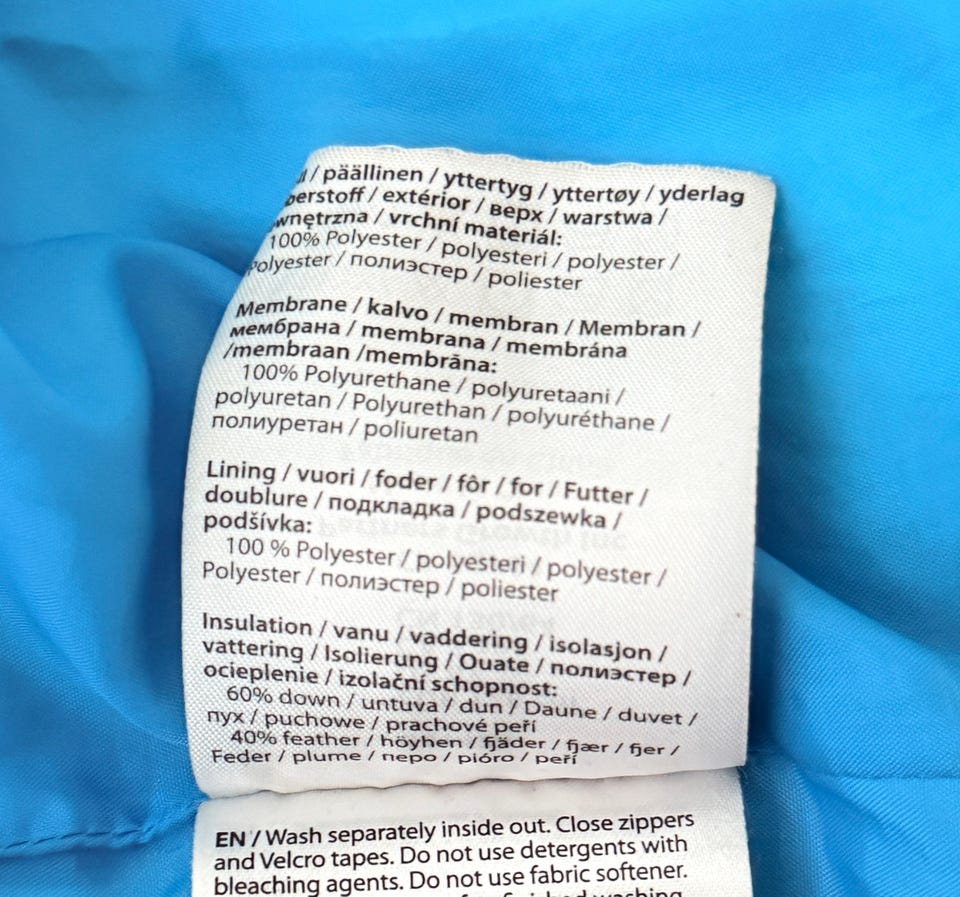 / päällinen / yttertyg / yttertøy / yderlag
berstoff / extérior / верх / warstwa /
wnętrzna / vrchní materiál:
100% Polyester / polyesteri / polyester /
Polyester / полиэстер / poliester
Membrane / kalvo / membran / Membran /
мембрана / membrana / membrána
/membraan /membrăna:
100% Polyurethane / polyuretaani /
polyuretan / Polyurethan / polyuréthane /
полиуретан / poliuretan
Lining / vuori / foder / fôr / for / Futter /
doublure / подкладка / podszewka /
podšívka:
100 % Polyester / polyesteri / polyester /
Polyester / полиэстер / poliester
Insulation / vanu / vaddering / isolasjon /
vattering / Isolierung / Ouate / полиэстер /
ocieplenie / izolační schopnost:
60% down / untuva / dun / Daune / duvet /
пух / puchowe / prachové peří
40% feather / höyhen / fjäder / fjær / fjer /
Feder / plume / перо / pióro / peří
EN / Wash separately inside out. Close zippers
and Velcro tapes. Do not use detergents with
bleaching agents. Do not use fabric softener.
washing